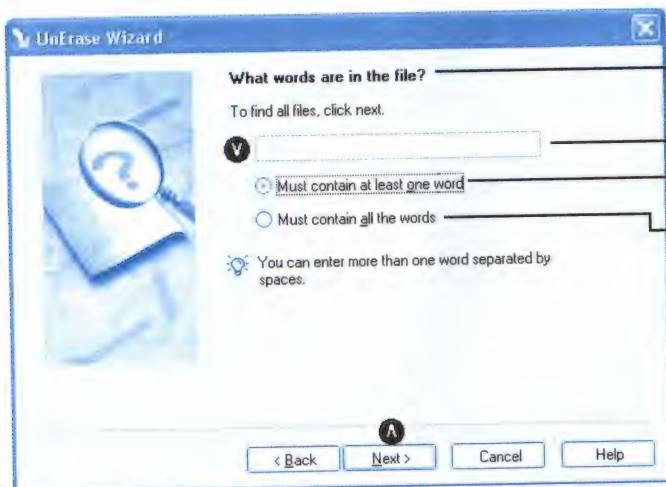 UnErase Wizard
What words are in the file?
To find all files, click next.
V
Must contain at least one word
Must contain all the words
You can enter more than one word separated by
spaces.
Λ
< Back Next > Cancel Help